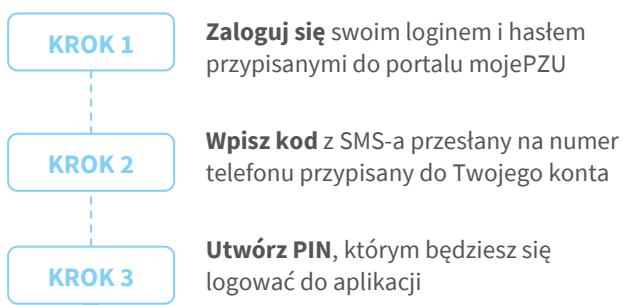 KROK 1
Zaloguj się swoim loginem i hasłem
przypisanymi do portalu mojePZU
KROK 2
Wpisz kod z SMS-a przesłany na numer
telefonu przypisany do Twojego konta
KROK 3
Utwórz PIN, którym będziesz się
logować do aplikacji